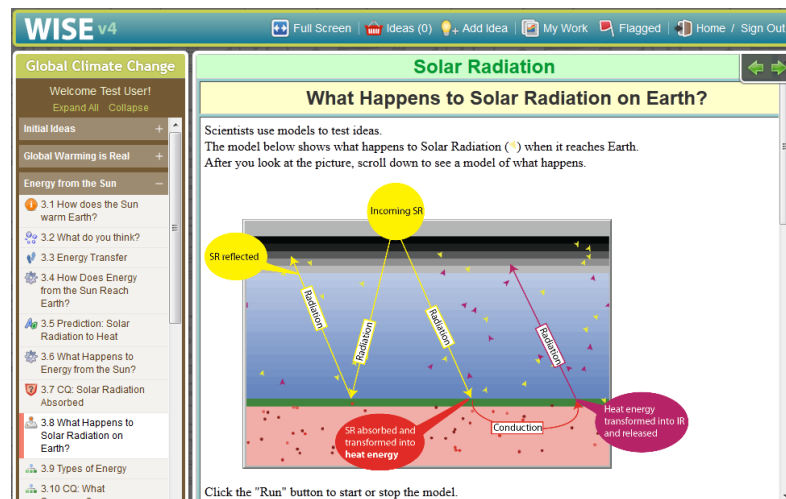 WISE v4
Full Screen
Ideas (0)
Add Idea
My Work
Flagged
Home / Sign Out
Global Climate Change
Welcome Test User!
Expand All Collapse
Initial Ideas
Global Warming is Real
Energy from the Sun
3.1 How does the Sun
warm Earth?
3.2 What do you think?
3.3 Energy Transfer
3.4 How Does Energy
from the Sun Reach
Earth?
3.5 Prediction: Solar
Radiation to Heat
3.6 What Happens to
Energy from the Sun?
3.7 CQ: Solar Radiation
Absorbed
3.8 What Happens to
Solar Radiation on
Earth?
3.9 Types of Energy
3.10 CQ: What
Solar Radiation
What Happens to Solar Radiation on Earth?
Scientists use models to test ideas.
The model below shows what happens to Solar Radiation ( ) when it reaches Earth.
After you look at the picture, scroll down to see a model of what happens.
Incoming SR
SR reflected
Radiation
Radiation
Radiation
Radiation
SR absorbed and
transformed into
heat energy
Conduction
Heat energy
transformed into IR
and released
Click the "Run" button to start or stop the model.